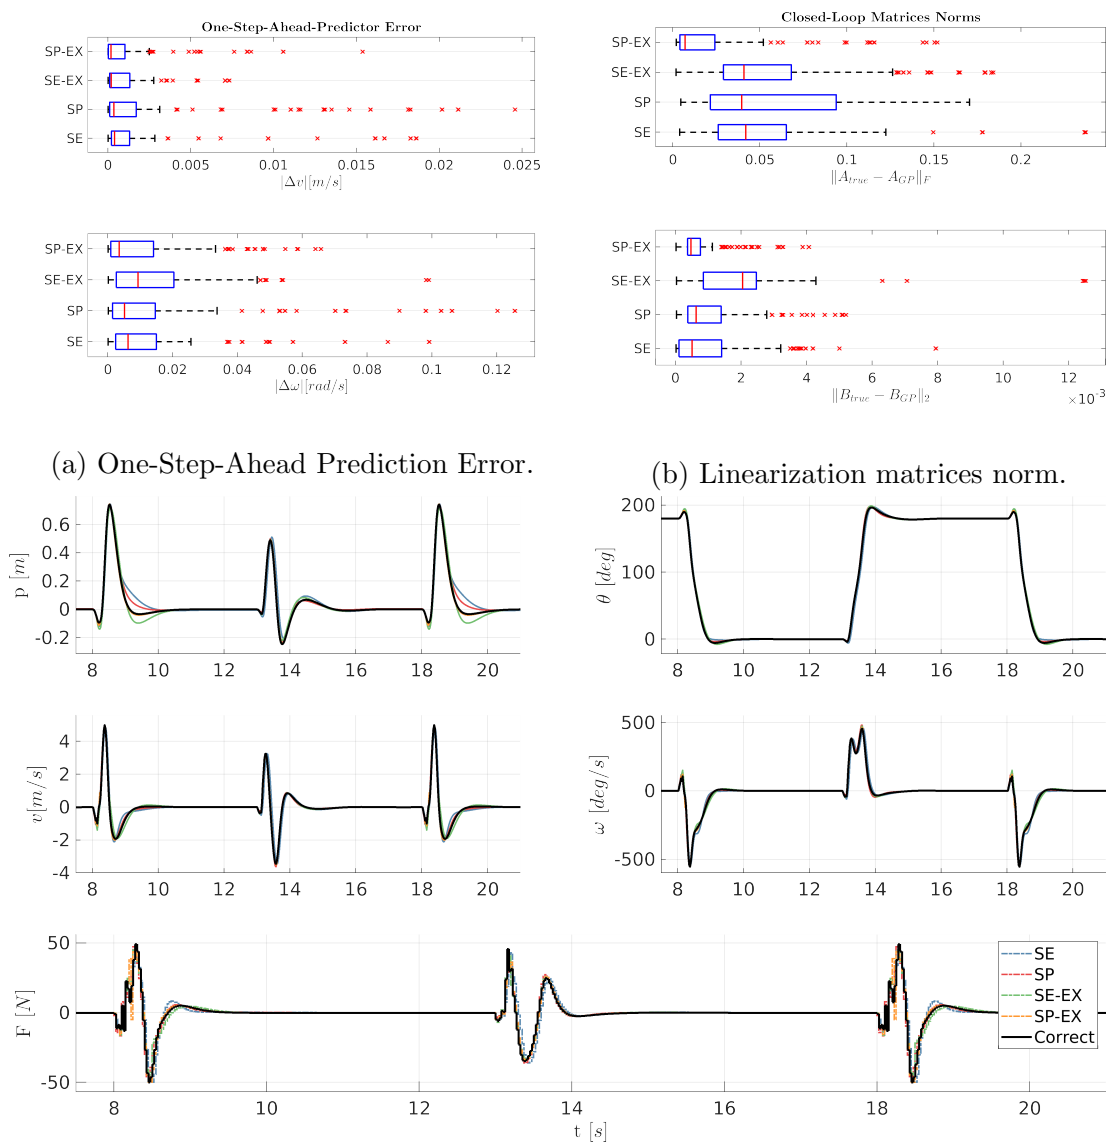 One-Step-Ahead-Predictor Error
SP-EX
SE-EX
SP
SE
0 0.005 0.01 0.015 0.02 0.025
|Δv|[m/s]
SP-EX
SE-EX
SP
SE
0 0.02 0.04 0.06 0.08 0.1 0.12
|Δω|[rad/s]
Closed-Loop Matrices Norms
SP-EX
SE-EX
SP
SE
0 0.05 0.1 0.15 0.2
‖A_true − A_GP‖_F
SP-EX
SE-EX
SP
SE
0 2 4 6 8 10 12
‖B_true − B_GP‖_2
×10^-3
(a) One-Step-Ahead Prediction Error.
(b) Linearization matrices norm.
p [m]
0.6
0.4
0.2
0
-0.2
8 10 12 14 16 18 20
θ [deg]
200
100
0
8 10 12 14 16 18 20
v[m/s]
4
2
0
-2
-4
8 10 12 14 16 18 20
ω [deg/s]
500
0
-500
8 10 12 14 16 18 20
F [N]
50
0
-50
8 10 12 14 16 18 20
t [s]
SE
SP
SE-EX
SP-EX
Correct